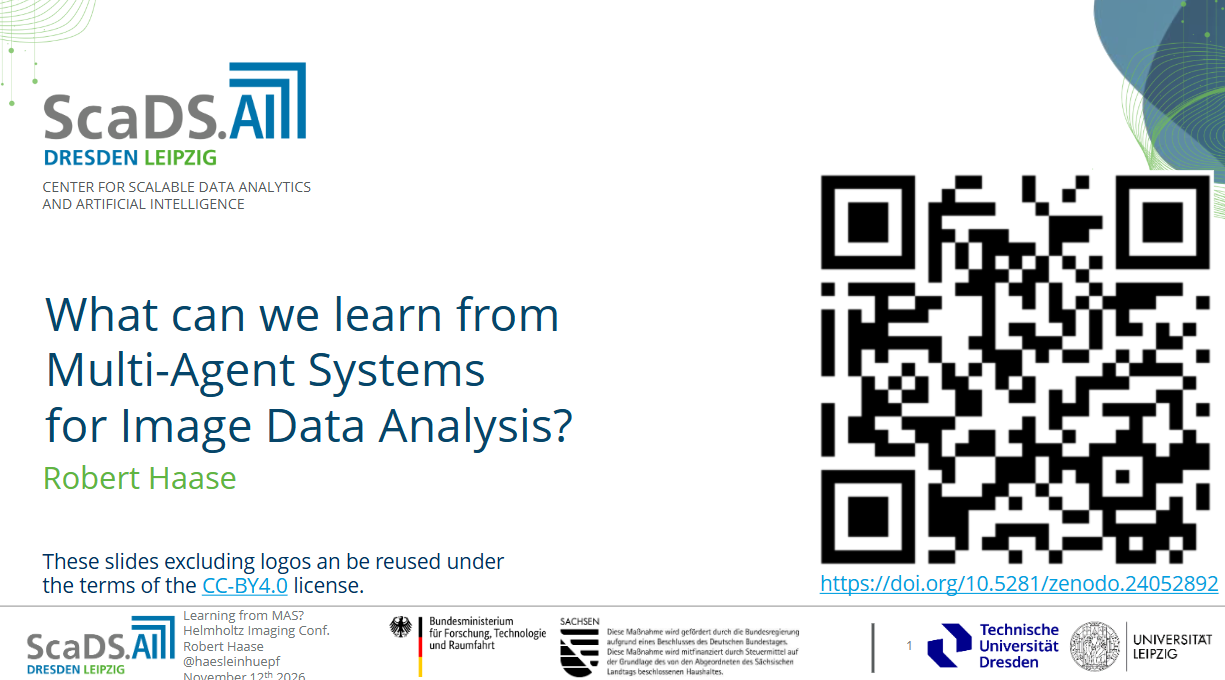 ScaDS.AI
DRESDEN LEIPZIG
CENTER FOR SCALABLE DATA ANALYTICS
AND ARTIFICIAL INTELLIGENCE
What can we learn from
Multi-Agent Systems
for Image Data Analysis?
Robert Haase
These slides excluding logos an be reused under
the terms of the CC-BY4.0 license.
https://doi.org/10.5281/zenodo.24052892
ScaDS.AI
DRESDEN LEIPZIG
Learning from MAS?
Helmholtz Imaging Conf.
Robert Haase
@haesleinhuepf
November 12th 2026
Bundesministerium
für Forschung, Technologie
und Raumfahrt
SACHSEN
Diese Maßnahme wird gefördert durch die Bundesregierung
aufgrund eines Beschlusses des Deutschen Bundestages.
Diese Maßnahme wird mitfinanziert durch Steuermittel auf
der Grundlage des von den Abgeordneten des Sächsischen
Landtags beschlossenen Haushaltes.
1
Technische
Universität
Dresden
UNIVERSITÄT
LEIPZIG